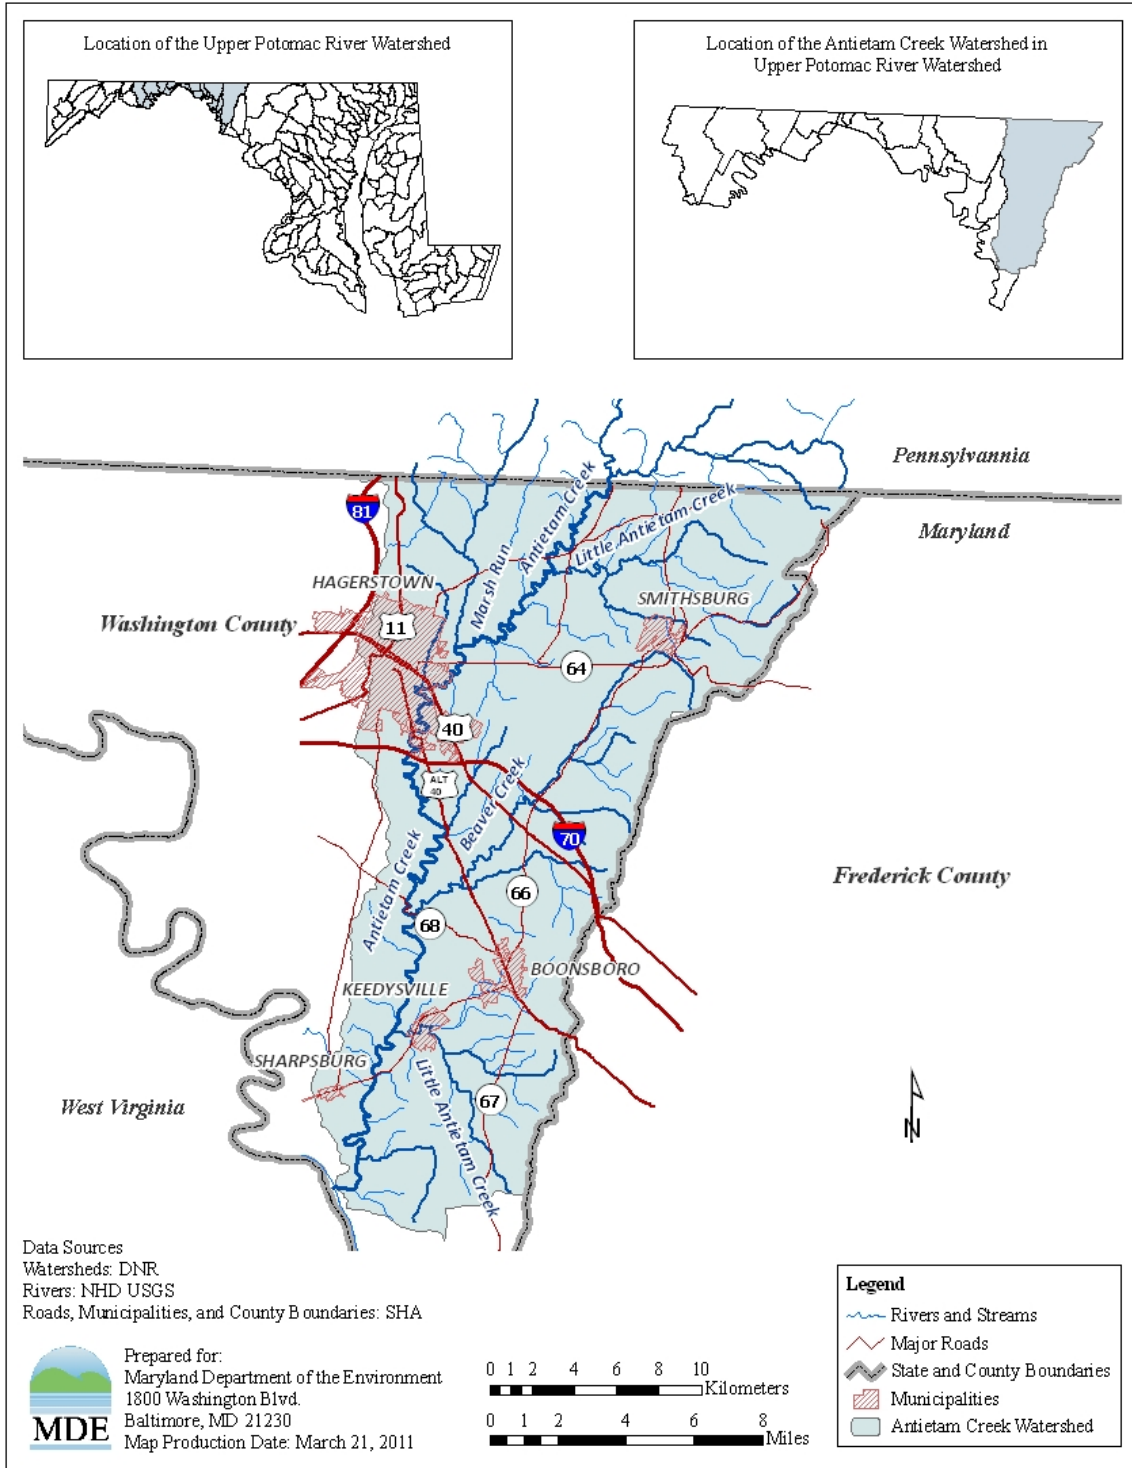 Location of the Upper Potomac River Watershed
Location of the Antietam Creek Watershed in
Upper Potomac River Watershed
Pennsylvannia
Maryland
81
Marsh Run
Antietam Creek
Little Antietam Creek
HAGERSTOWN
SMITHSBURG
Washington County
11
64
40
ALT
40
Beaver Creek
70
Antietam Creek
Frederick County
66
68
BOONSBORO
KEEDYSVILLE
SHARPSBURG
Little Antietam Creek
67
West Virginia
N
Data Sources
Watersheds: DNR
Rivers: NHD USGS
Roads, Municipalities, and County Boundaries: SHA
MDE
Prepared for:
Maryland Department of the Environment
1800 Washington Blvd.
Baltimore, MD 21230
Map Production Date: March 21, 2011
0 1 2 4 6 8 10
Kilometers
0 1 2 4 6 8
Miles
Legend
Rivers and Streams
Major Roads
State and County Boundaries
Municipalities
Antietam Creek Watershed